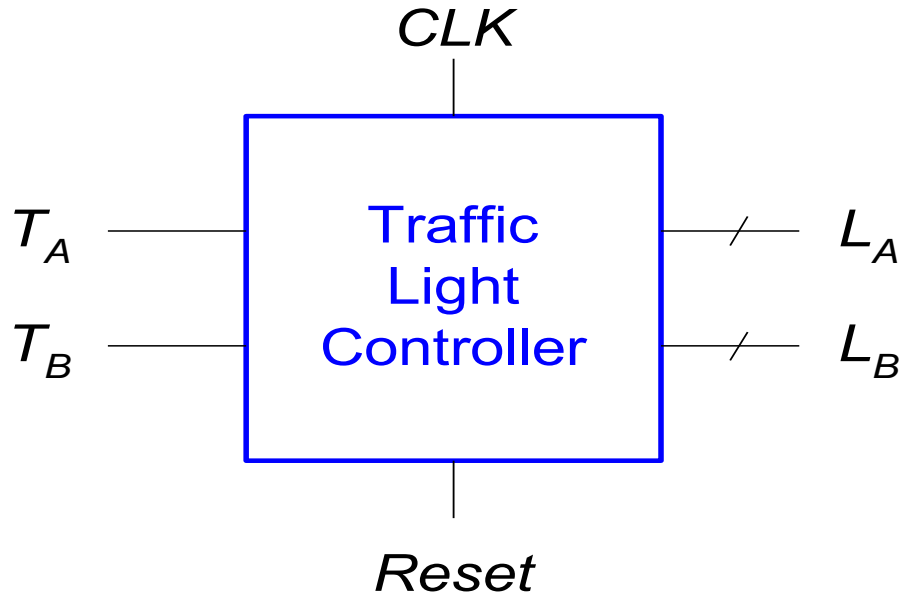 CLK
T_A
Traffic
L_A
Light
T_B
Controller
L_B
Reset